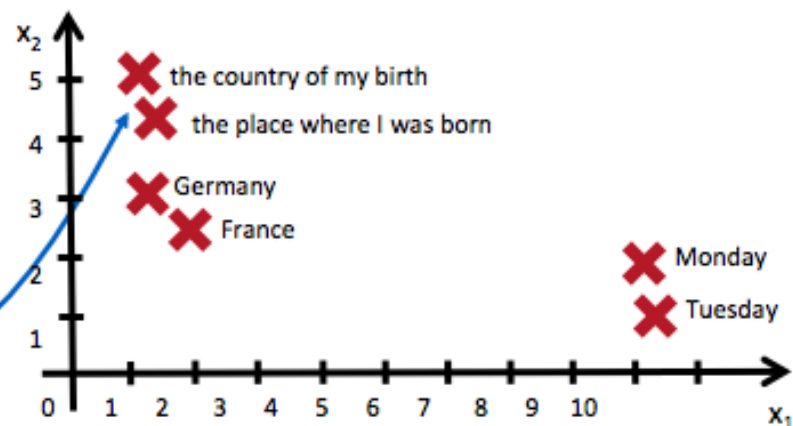 x2
5
the country of my birth
the place where I was born
4
Germany
3
France
Monday
2
Tuesday
1
0 1 2 3 4 5 6 7 8 9 10
x1